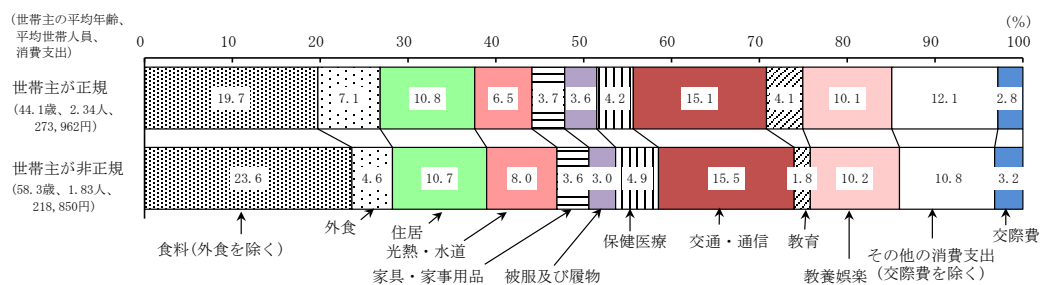 (世帯主の平均年齢、
平均世帯人員、
消費支出)
(%)
0 10 20 30 40 50 60 70 80 90 100
世帯主が正規
(44.1歳、2.34人、
273,962円)
19.7 7.1 10.8 6.5 3.7 3.6 4.2 15.1 4.1 10.1 12.1 2.8
世帯主が非正規
(58.3歳、1.83人、
218,850円)
23.6 4.6 10.7 8.0 3.6 3.0 4.9 15.5 1.8 10.2 10.8 3.2
食料(外食を除く)
外食
住居
光熱・水道
家具・家事用品
被服及び履物
保健医療
交通・通信
教育
教養娯楽
その他の消費支出
(交際費を除く)
交際費